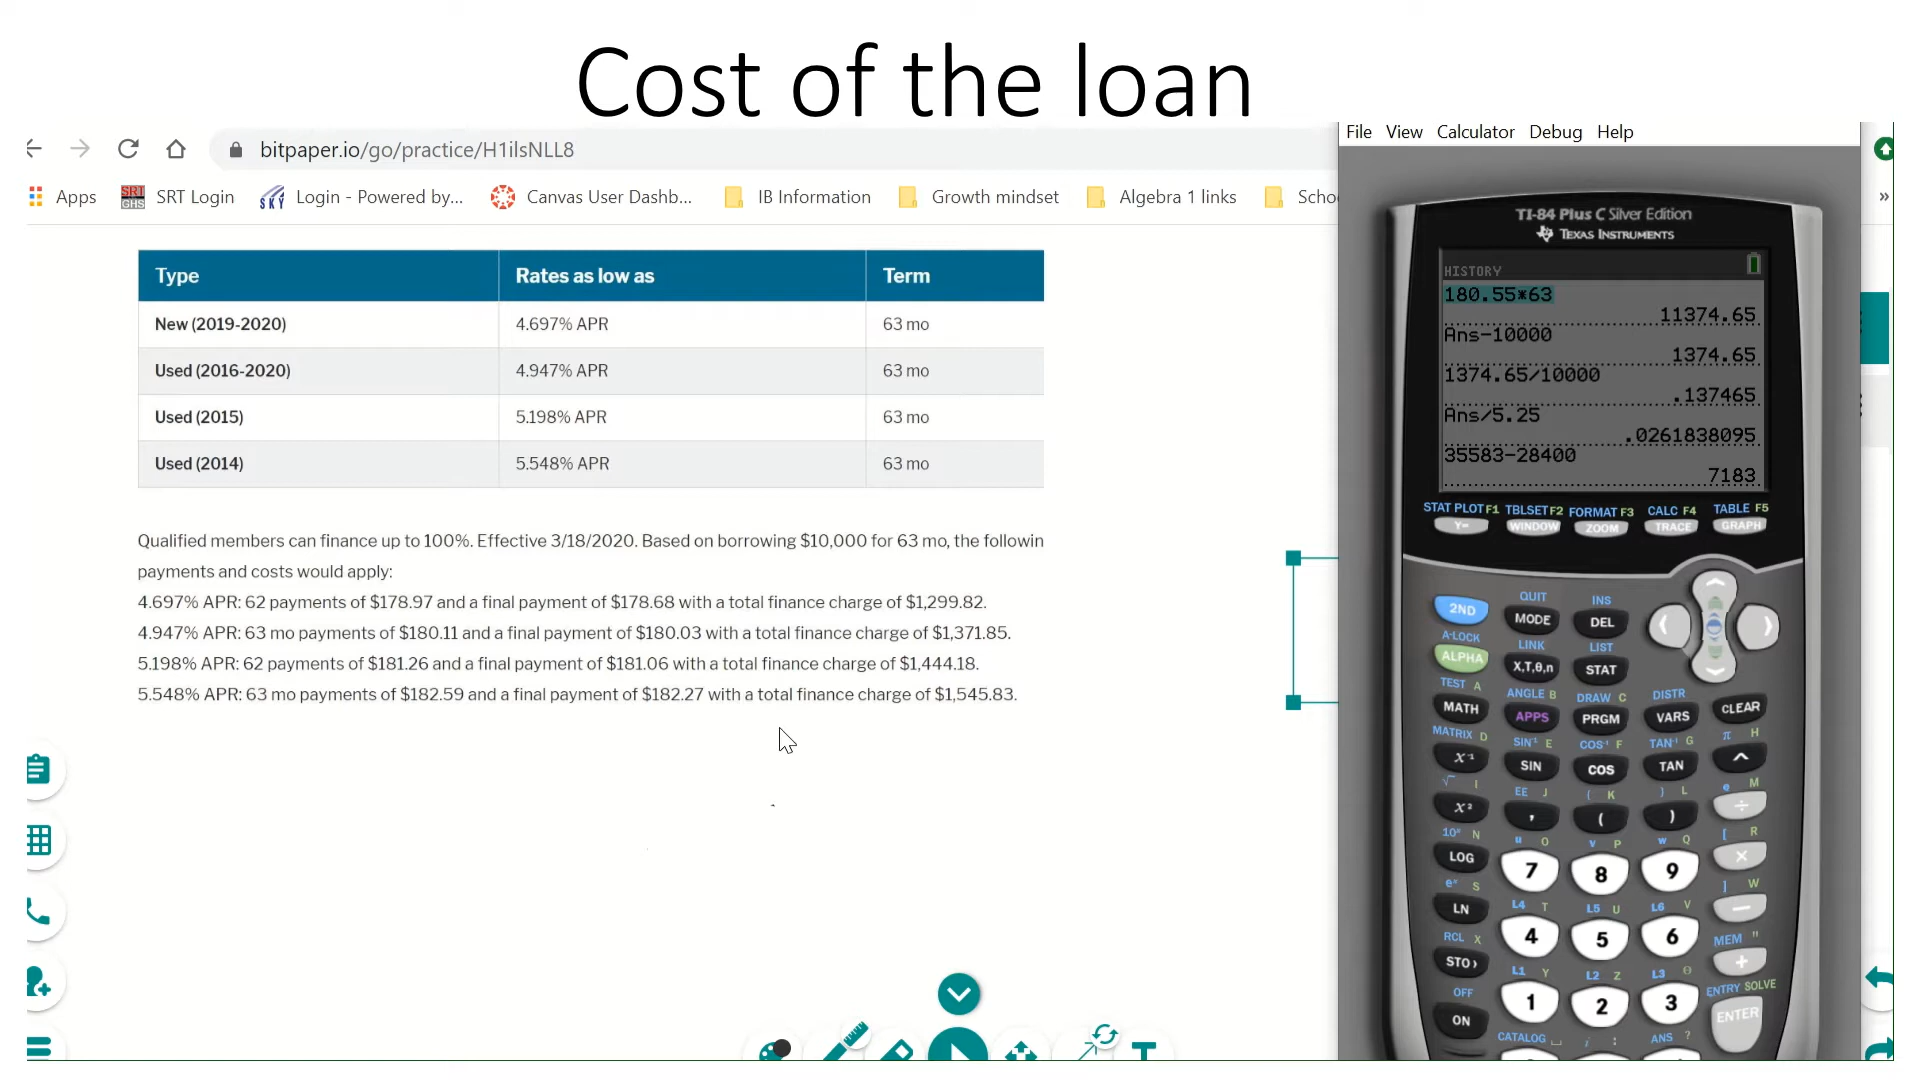 Cost of the loan
File View Calculator Debug Help
bitpaper.io/go/practice/H1ilsNLL8
Apps SRT Login Login - Powered by... Canvas User Dashb... IB Information Growth mindset Algebra 1 links Schoo »
Type Rates as low as Term
New (2019-2020) 4.697% APR 63 mo
Used (2016-2020) 4.947% APR 63 mo
Used (2015) 5.198% APR 63 mo
Used (2014) 5.548% APR 63 mo
Qualified members can finance up to 100%. Effective 3/18/2020. Based on borrowing $10,000 for 63 mo, the followin
payments and costs would apply:
4.697% APR: 62 payments of $178.97 and a final payment of $178.68 with a total finance charge of $1,299.82.
4.947% APR: 63 mo payments of $180.11 and a final payment of $180.03 with a total finance charge of $1,371.85.
5.198% APR: 62 payments of $181.26 and a final payment of $181.06 with a total finance charge of $1,444.18.
5.548% APR: 63 mo payments of $182.59 and a final payment of $182.27 with a total finance charge of $1,545.83.
TI-84 Plus C Silver Edition
TEXAS INSTRUMENTS
HISTORY
180.55*63
11374.65
Ans-10000
1374.65
1374.65/10000
.137465
Ans/5.25
.0261838095
35583-28400
7183
STAT PLOT F1 TBLSET F2 FORMAT F3 CALC F4 TABLE F5
Y= WINDOW ZOOM TRACE GRAPH
QUIT INS
2ND MODE DEL
A-LOCK LINK LIST
ALPHA X,T,θ,n STAT
TEST A ANGLE B DRAW C DISTR
MATH APPS PRGM VARS CLEAR
MATRIX D SIN⁻¹ E COS⁻¹ F TAN⁻¹ G π H
X⁻¹ SIN COS TAN ^
√ I EE J { K } L e M
X² , ( ) ÷
10ˣ N u O v P w Q [ R
LOG 7 8 9 ×
eˣ S L4 T L5 U L6 V ] W
LN 4 5 6 −
RCL X L1 Y L2 Z L3 θ MEM "
STO› 1 2 3 +
OFF ENTRY SOLVE
ON ENTER
CATALOG ⎵ i : ANS ?
T